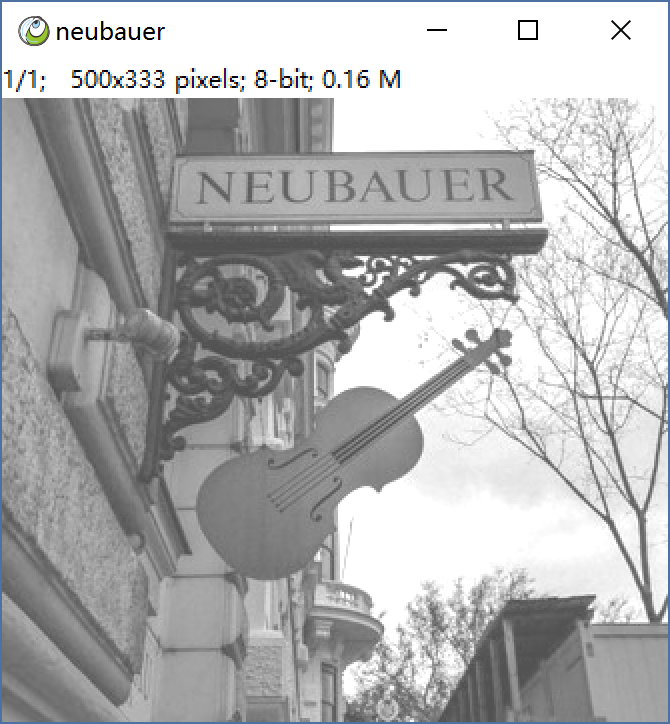 neubauer
1/1; 500x333 pixels; 8-bit; 0.16 M
NEUBAUER